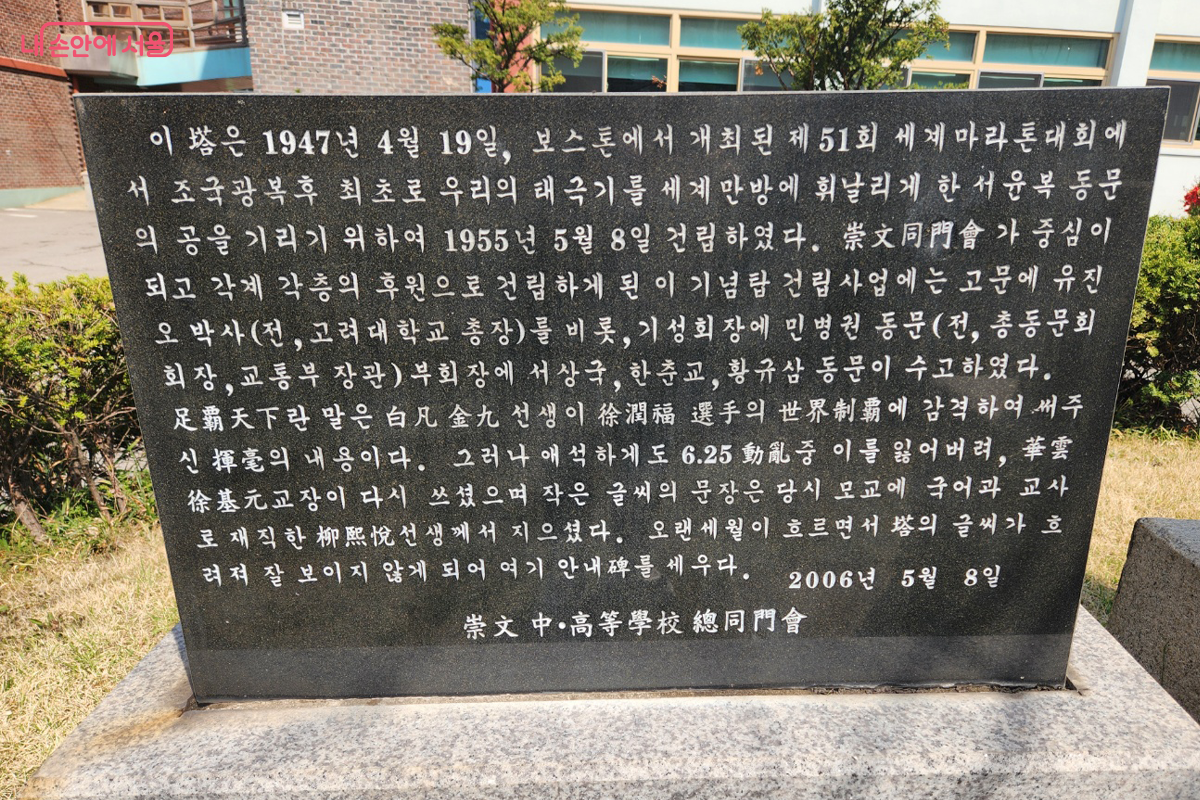 내 손안에 서울
이 塔은 1947년 4월 19일, 보스톤에서 개최된 제51회 세계마라톤대회에
서 조국광복후 최초로 우리의 태극기를 세계만방에 휘날리게 한 서윤복 동문
의 공을 기리기 위하여 1955년 5월 8일 건립하였다. 崇文同門會가 중심이
되고 각계 각층의 후원으로 건립하게 된 이 기념탑 건립사업에는 고문에 유진
오 박사(전,고려대학교 총장)를 비롯,기성회장에 민병권 동문(전,총동문회
회장,교통부 장관)부회장에 서상국,한춘교,황규삼 동문이 수고하였다.
足覇天下란 말은 白凡 金九 선생이 徐潤福 選手의 世界制覇에 감격하여 써주
신 揮毫의 내용이다. 그러나 애석하게도 6.25 動亂중 이를 잃어버려, 華雲
徐基元교장이 다시 쓰셨으며 작은 글씨의 문장은 당시 모교에 국어과 교사
로 재직한 柳熙悅선생께서 지으셨다. 오랜세월이 흐르면서 塔의 글씨가 흐
려져 잘 보이지 않게 되어 여기 안내碑를 세우다. 2006년 5월 8일
崇文 中·高等學校 總同門會